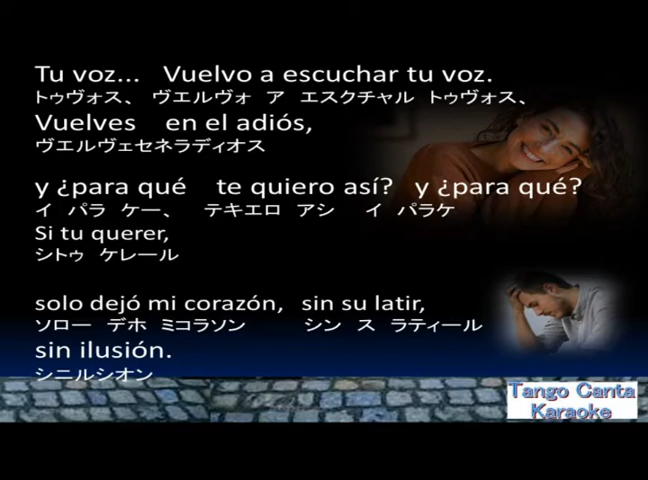 Tu voz... Vuelvo a escuchar tu voz.
トゥヴォス、 ヴエルヴォ ア エスクチャル トゥヴォス、
Vuelves en el adiós,
ヴエルヴェセネラディオス
y ¿para qué te quiero así? y ¿para qué?
イ パラ ケー、 テキエロ アシ イ パラケ
Si tu querer,
シトゥ ケレール
solo dejó mi corazón, sin su latir,
ソロー デホ ミコラソン シン ス ラティール
sin ilusión.
シニルシオン
Tango Canta
Karaoke